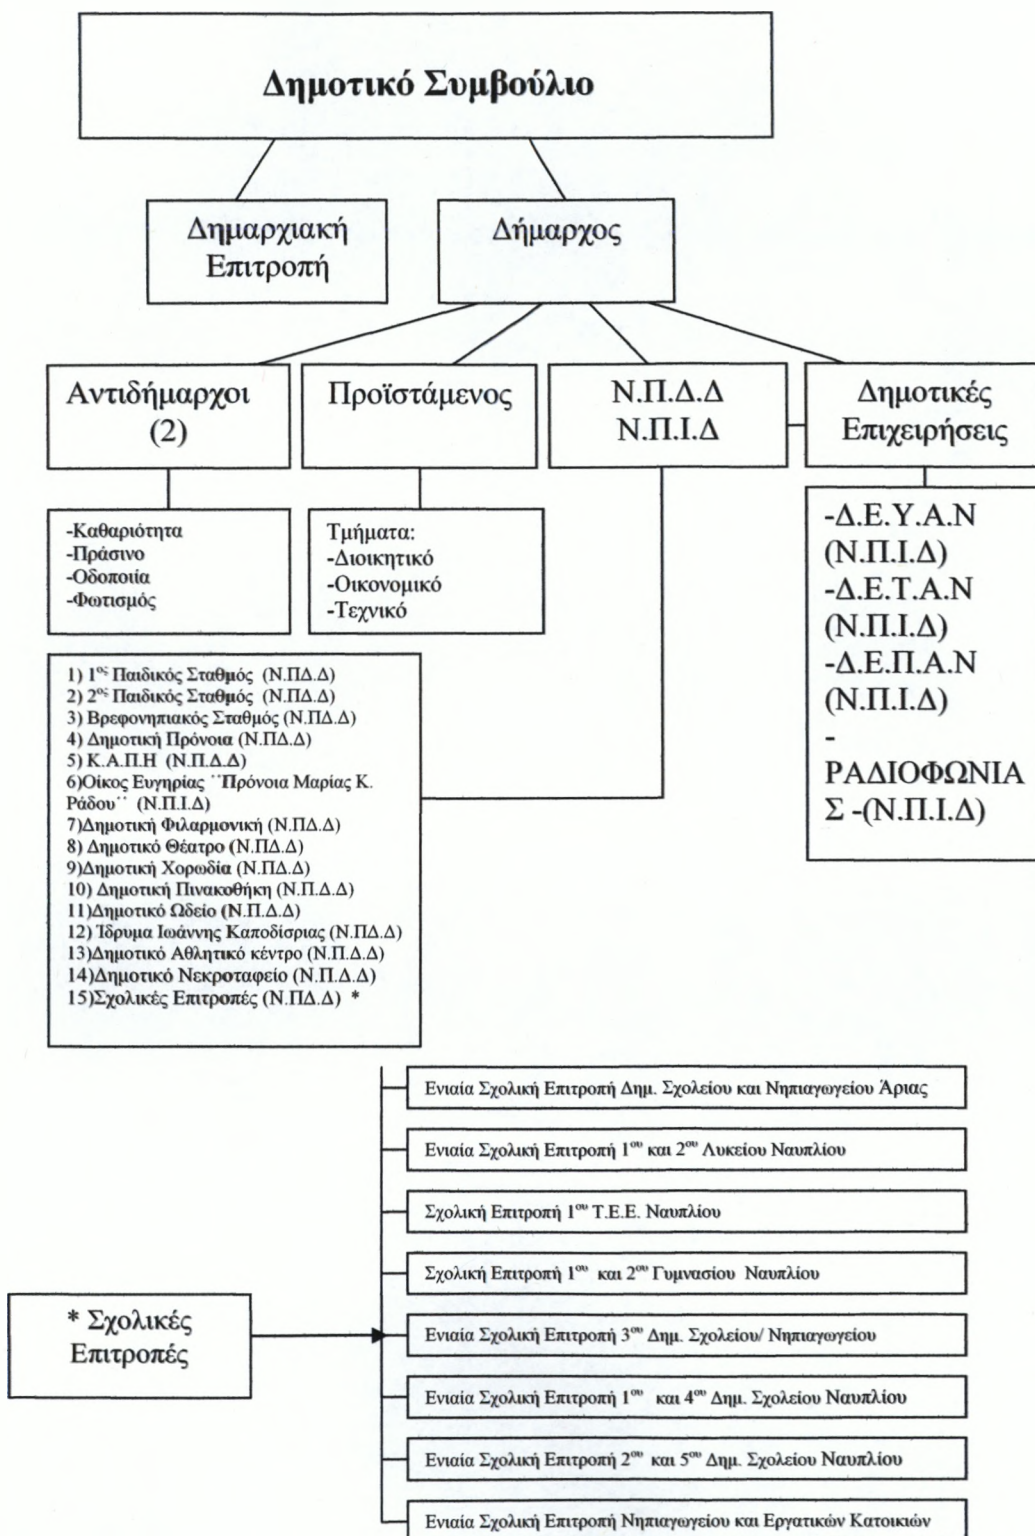 Δημοτικό Συμβούλιο
Δημαρχιακή
Επιτροπή
Δήμαρχος
Αντιδήμαρχοι
(2)
Προϊστάμενος
Ν.Π.Δ.Δ
Ν.Π.Ι.Δ
Δημοτικές
Επιχειρήσεις
-Καθαριότητα
-Πράσινο
-Οδοποιία
-Φωτισμός
Τμήματα:
-Διοικητικό
-Οικονομικό
-Τεχνικό
-Δ.Ε.Υ.Α.Ν
(Ν.Π.Ι.Δ)
-Δ.Ε.Τ.Α.Ν
(Ν.Π.Ι.Δ)
-Δ.Ε.Π.Α.Ν
(Ν.Π.Ι.Δ)
-
ΡΑΔΙΟΦΩΝΙΑ
Σ -(Ν.Π.Ι.Δ)
1) 1ος Παιδικός Σταθμός (Ν.ΠΔ.Δ)
2) 2ος Παιδικός Σταθμός (Ν.ΠΔ.Δ)
3) Βρεφονηπιακός Σταθμός (Ν.ΠΔ.Δ)
4) Δημοτική Πρόνοια (Ν.ΠΔ.Δ)
5) Κ.Α.Π.Η (Ν.Π.Δ.Δ)
6)Οίκος Ευγηρίας ΄΄Πρόνοια Μαρίας Κ.
Ράδου΄΄ (Ν.Π.Ι.Δ)
7)Δημοτική Φιλαρμονική (Ν.ΠΔ.Δ)
8) Δημοτικό Θέατρο (Ν.ΠΔ.Δ)
9)Δημοτική Χορωδία (Ν.ΠΔ.Δ)
10) Δημοτική Πινακοθήκη (Ν.Π.Δ.Δ)
11)Δημοτικό Ωδείο (Ν.Π.Δ.Δ)
12) Ίδρυμα Ιωάννης Καποδίσριας (Ν.ΠΔ.Δ)
13)Δημοτικό Αθλητικό κέντρο (Ν.Π.Δ.Δ)
14)Δημοτικό Νεκροταφείο (Ν.Π.Δ.Δ)
15)Σχολικές Επιτροπές (Ν.ΠΔ.Δ) *
* Σχολικές
Επιτροπές
Ενιαία Σχολική Επιτροπή Δημ. Σχολείου και Νηπιαγωγείου Άριας
Ενιαία Σχολική Επιτροπή 1ου και 2ου Λυκείου Ναυπλίου
Σχολική Επιτροπή 1ου Τ.Ε.Ε. Ναυπλίου
Σχολική Επιτροπή 1ου και 2ου Γυμνασίου Ναυπλίου
Ενιαία Σχολική Επιτροπή 3ου Δημ. Σχολείου/ Νηπιαγωγείου
Ενιαία Σχολική Επιτροπή 1ου και 4ου Δημ. Σχολείου Ναυπλίου
Ενιαία Σχολική Επιτροπή 2ου και 5ου Δημ. Σχολείου Ναυπλίου
Ενιαία Σχολική Επιτροπή Νηπιαγωγείου και Εργατικών Κατοικιών